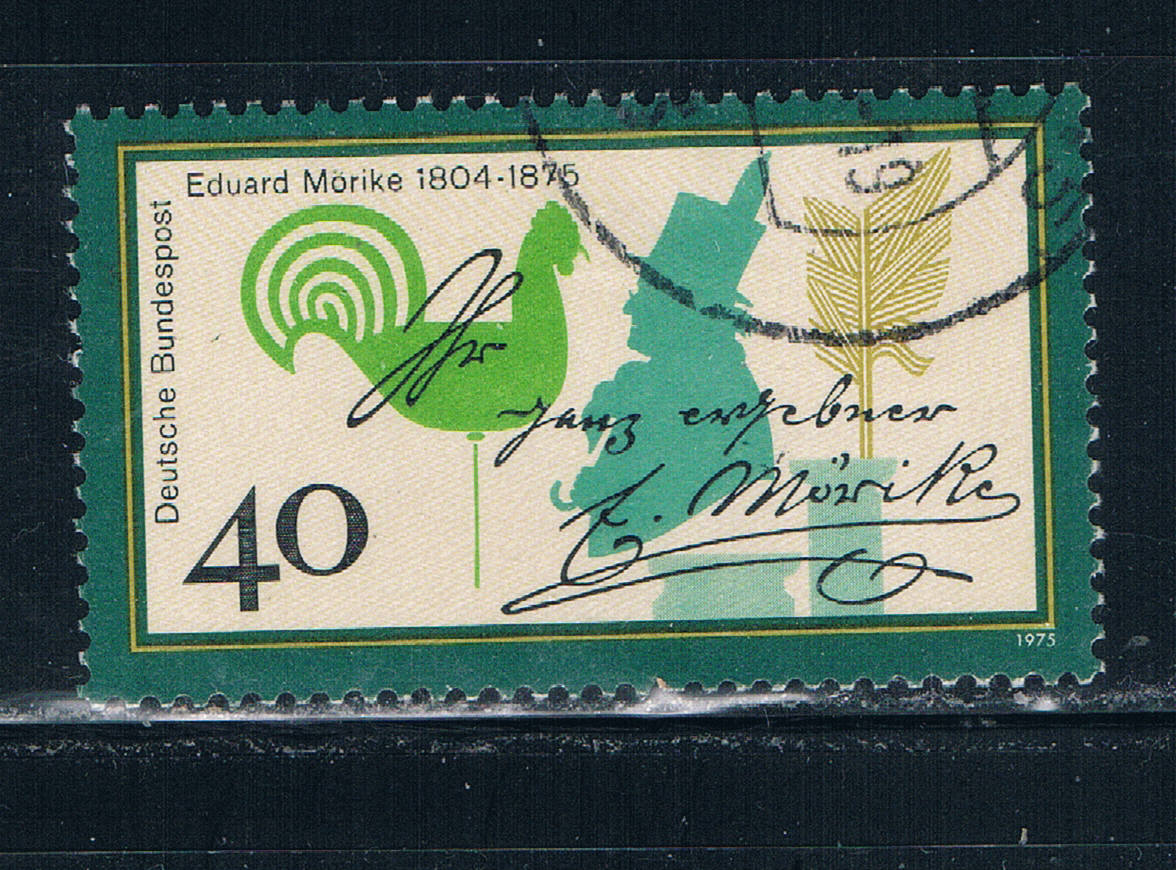 Eduard Mörike 1804-1875
Deutsche Bundespost
Ihr
ganz ergebner
E. Mörike
40
1975